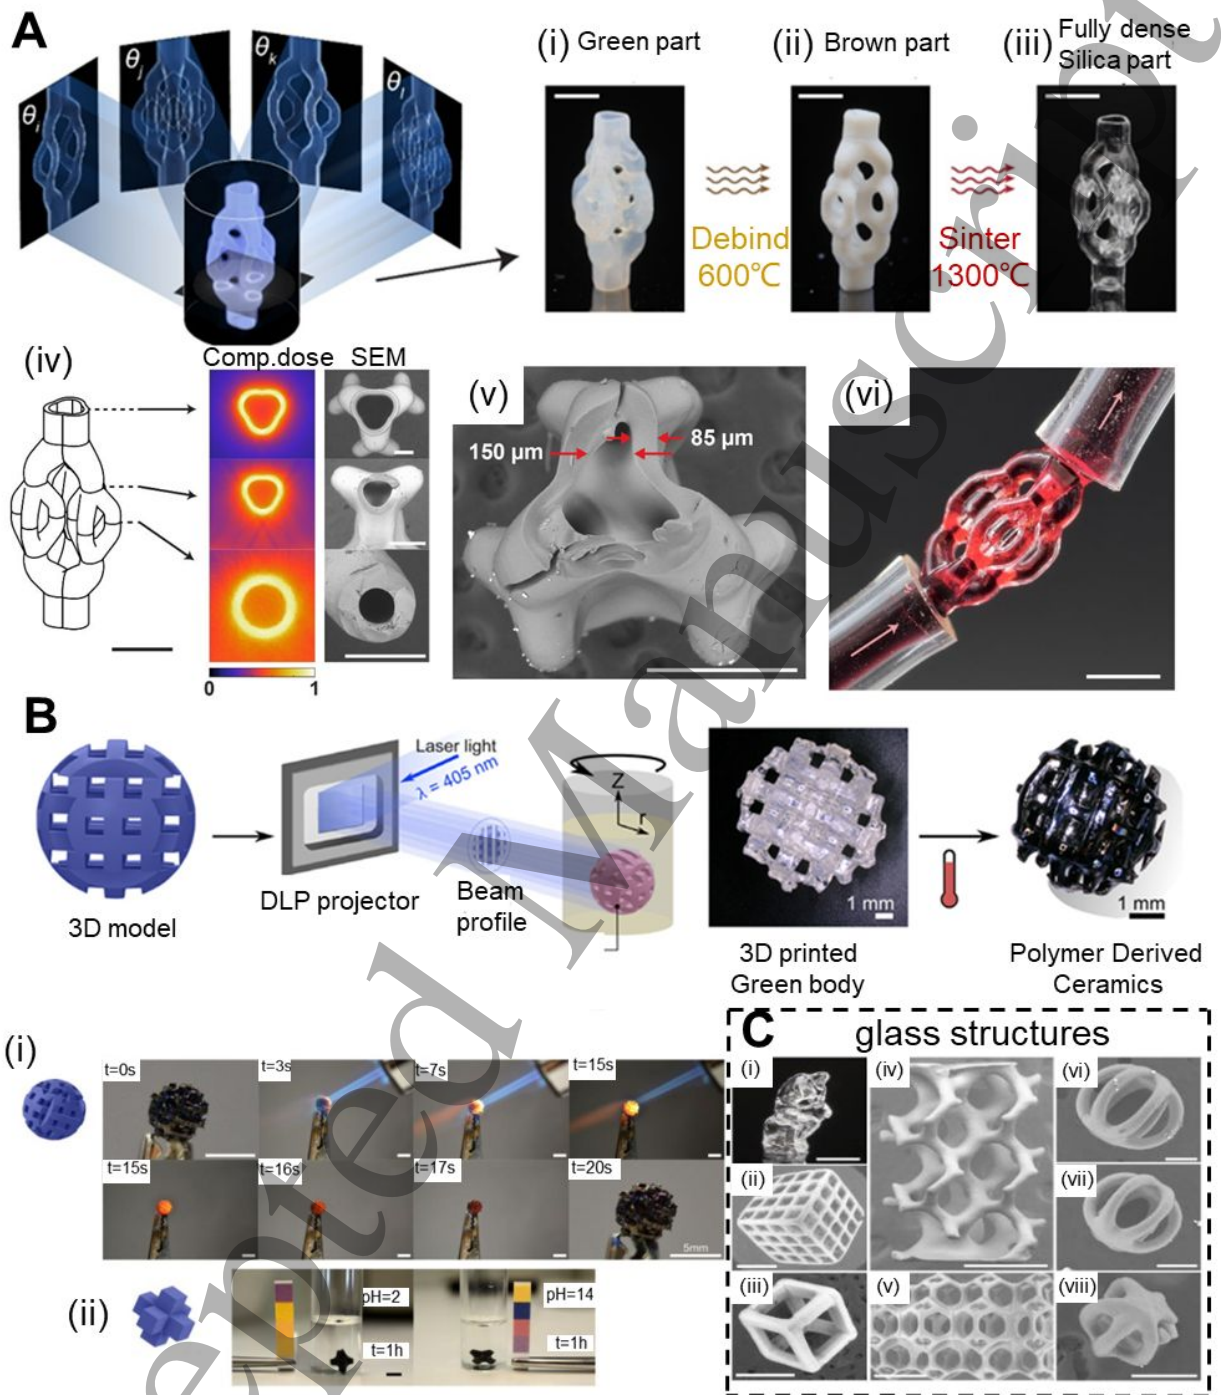 A
θi
θj
θk
θl
(i) Green part
(ii) Brown part
(iii) Fully dense
Silica part
Debind
600℃
Sinter
1300℃
(iv)
Comp.dose
SEM
0
1
(v)
150 µm
85 µm
(vi)
B
3D model
DLP projector
Laser light
λ = 405 nm
Beam
profile
Z
r
1 mm
3D printed
Green body
1 mm
Polymer Derived
Ceramics
(i)
t=0s
t=3s
t=7s
t=15s
t=15s
t=16s
t=17s
t=20s
5mm
(ii)
pH=2
t=1h
pH=14
t=1h
C
glass structures
(i)
(ii)
(iii)
(iv)
(v)
(vi)
(vii)
(viii)
epted Manuscript